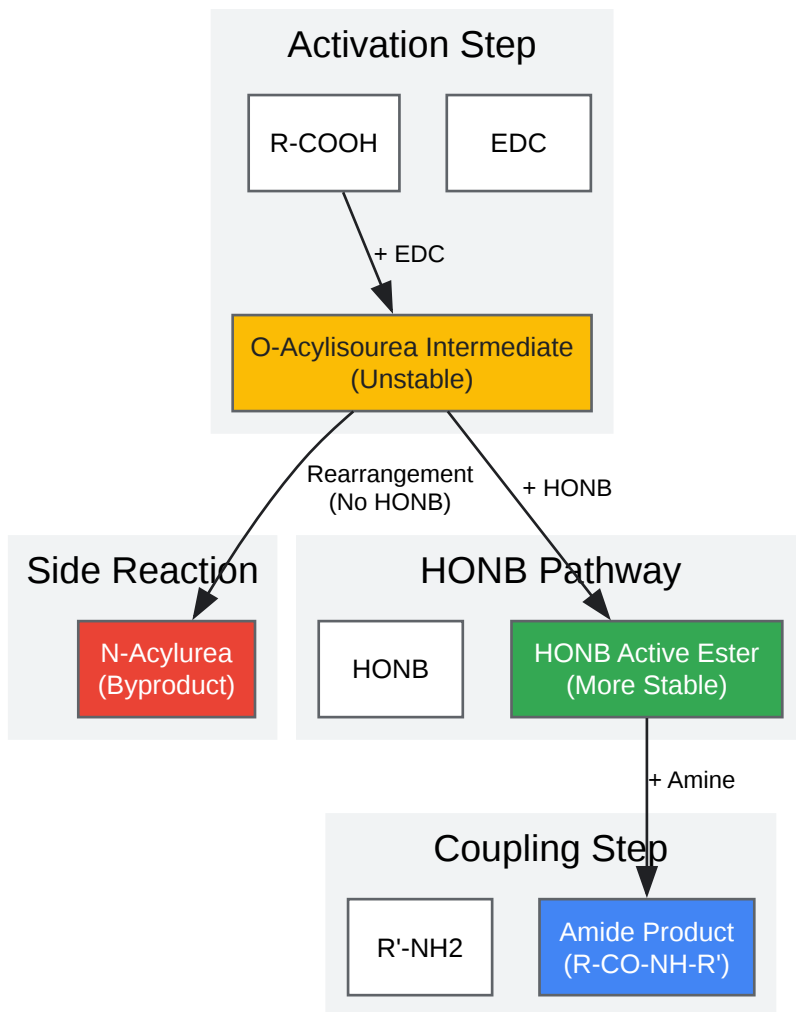 Activation Step
R-COOH
EDC
+ EDC
O-Acylisourea Intermediate
(Unstable)
Rearrangement
(No HONB)
+ HONB
Side Reaction
N-Acylurea
(Byproduct)
HONB Pathway
HONB
HONB Active Ester
(More Stable)
+ Amine
Coupling Step
R'-NH2
Amide Product
(R-CO-NH-R')